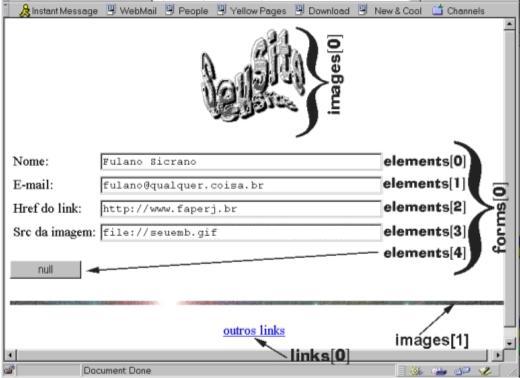 Instant Message WebMail People Yellow Pages Download New & Cool Channels
images[0]
Nome: Fulano Sicrano elements[0]
E-mail: fulano@qualquer.coisa.br elements[1]
Href do link: http://www.faperj.br elements[2]
Src da imagem: file://seuemb.gif elements[3]
elements[4]
forms[0]
null
outros links
images[1]
links[0]
Document: Done